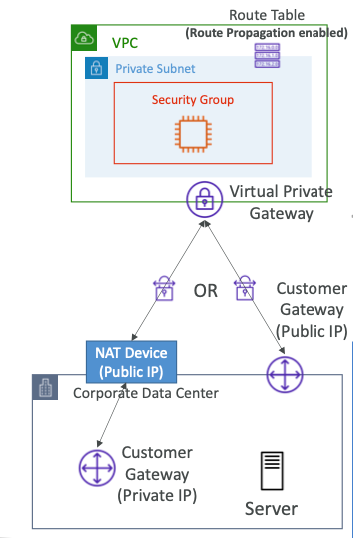 Route Table
(Route Propagation enabled)
VPC
Private Subnet
Security Group
Virtual Private
Gateway
OR
Customer
Gateway
(Public IP)
NAT Device
(Public IP)
Corporate Data Center
Customer
Gateway
(Private IP)
Server